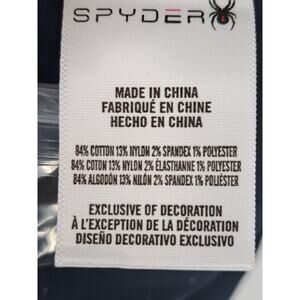 SPYDER
MADE IN CHINA
FABRIQUÉ EN CHINE
HECHO EN CHINA
84% COTTON 13% NYLON 2% SPANDEX 1% POLYESTER
84% COTON 13% NYLON 2% ÉLASTHANNE 1% POLYESTER
84% ALGODÓN 13% NILÓN 2% SPANDEX 1% POLIÉSTER
EXCLUSIVE OF DECORATION
À L'EXCEPTION DE LA DÉCORATION
DISEÑO DECORATIVO EXCLUSIVO